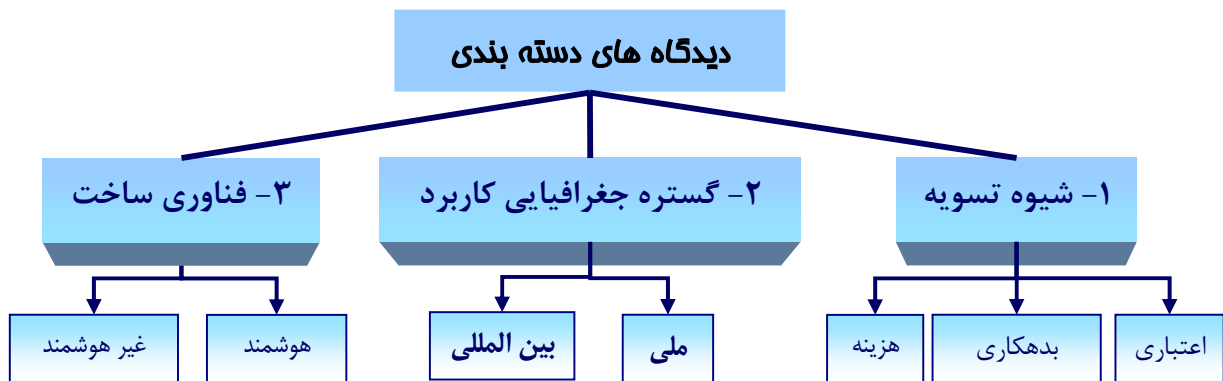 دیدگاه های دسته بندی
۱- شیوه تسویه
۲- گستره جغرافیایی کاربرد
۳- فناوری ساخت
اعتباری
بدهکاری
هزینه
ملی
بین المللی
هوشمند
غیر هوشمند